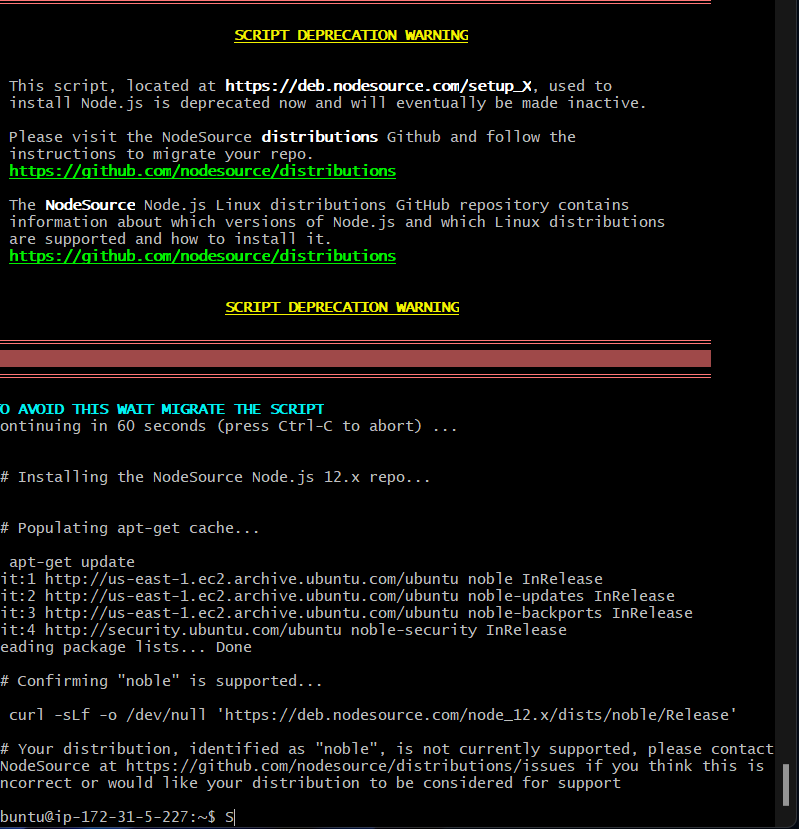 SCRIPT DEPRECATION WARNING
This script, located at https://deb.nodesource.com/setup_X, used to
install Node.js is deprecated now and will eventually be made inactive.
Please visit the NodeSource distributions Github and follow the
instructions to migrate your repo.
https://github.com/nodesource/distributions
The NodeSource Node.js Linux distributions GitHub repository contains
information about which versions of Node.js and which Linux distributions
are supported and how to install it.
https://github.com/nodesource/distributions
SCRIPT DEPRECATION WARNING
O AVOID THIS WAIT MIGRATE THE SCRIPT
ontinuing in 60 seconds (press Ctrl-C to abort) ...
# Installing the NodeSource Node.js 12.x repo...
# Populating apt-get cache...
apt-get update
it:1 http://us-east-1.ec2.archive.ubuntu.com/ubuntu noble InRelease
it:2 http://us-east-1.ec2.archive.ubuntu.com/ubuntu noble-updates InRelease
it:3 http://us-east-1.ec2.archive.ubuntu.com/ubuntu noble-backports InRelease
it:4 http://security.ubuntu.com/ubuntu noble-security InRelease
eading package lists... Done
# Confirming "noble" is supported...
curl -sLf -o /dev/null 'https://deb.nodesource.com/node_12.x/dists/noble/Release'
# Your distribution, identified as "noble", is not currently supported, please contact
NodeSource at https://github.com/nodesource/distributions/issues if you think this is
ncorrect or would like your distribution to be considered for support
buntu@ip-172-31-5-227:~$ S